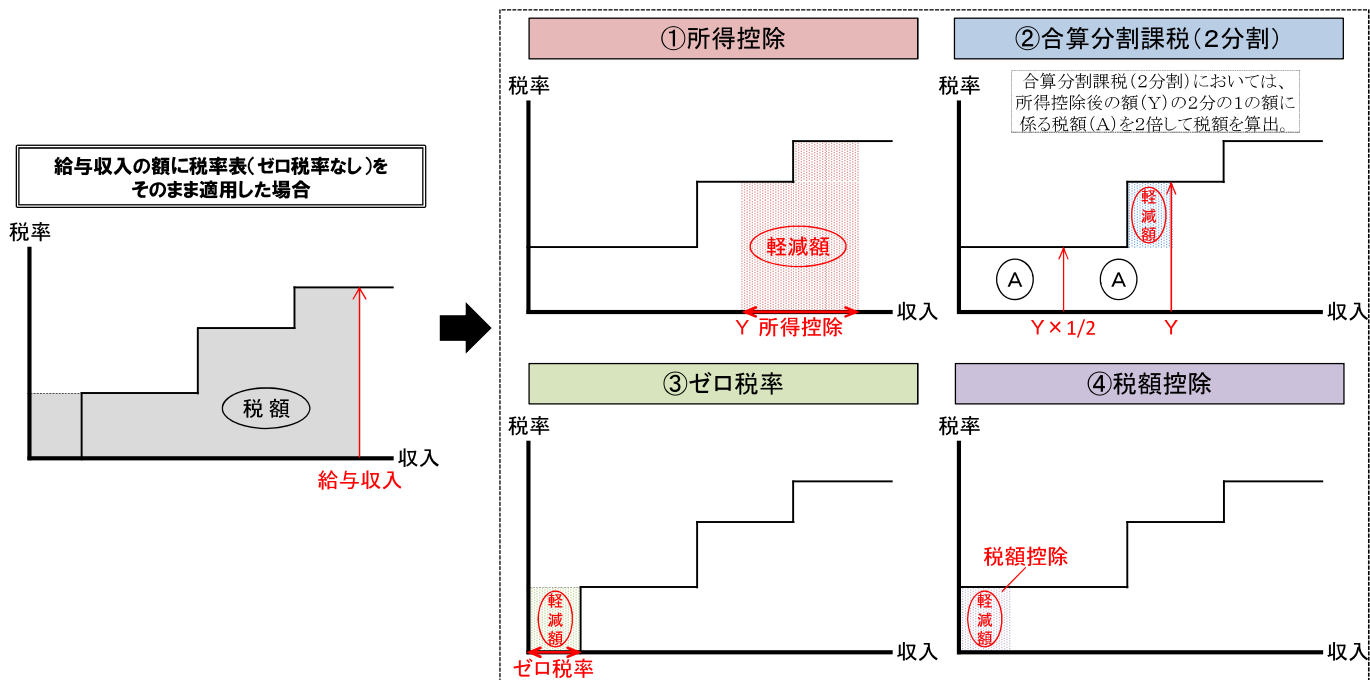 給与収入の額に税率表（ゼロ税率なし）を
そのまま適用した場合
税率
税 額
収入
給与収入
①所得控除
税率
軽減額
収入
Y 所得控除
②合算分割課税（２分割）
税率
合算分割課税（2分割）においては、
所得控除後の額（Y）の2分の1の額に
係る税額（A）を2倍して税額を算出。
軽
減
額
A
A
収入
Y×1/2
Y
③ゼロ税率
税率
軽
減
額
収入
ゼロ税率
④税額控除
税率
税額控除
軽
減
額
収入